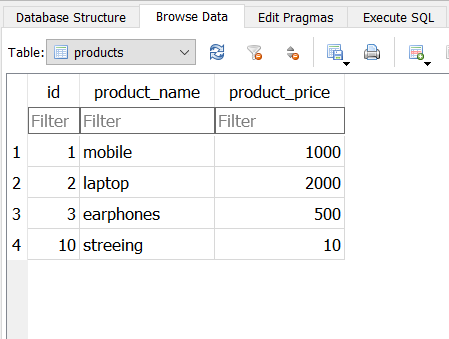 Database Structure Browse Data Edit Pragmas Execute SQL
Table: products
id product_name product_price
Filter Filter Filter
1 1 mobile 1000
2 2 laptop 2000
3 3 earphones 500
4 10 streeing 10